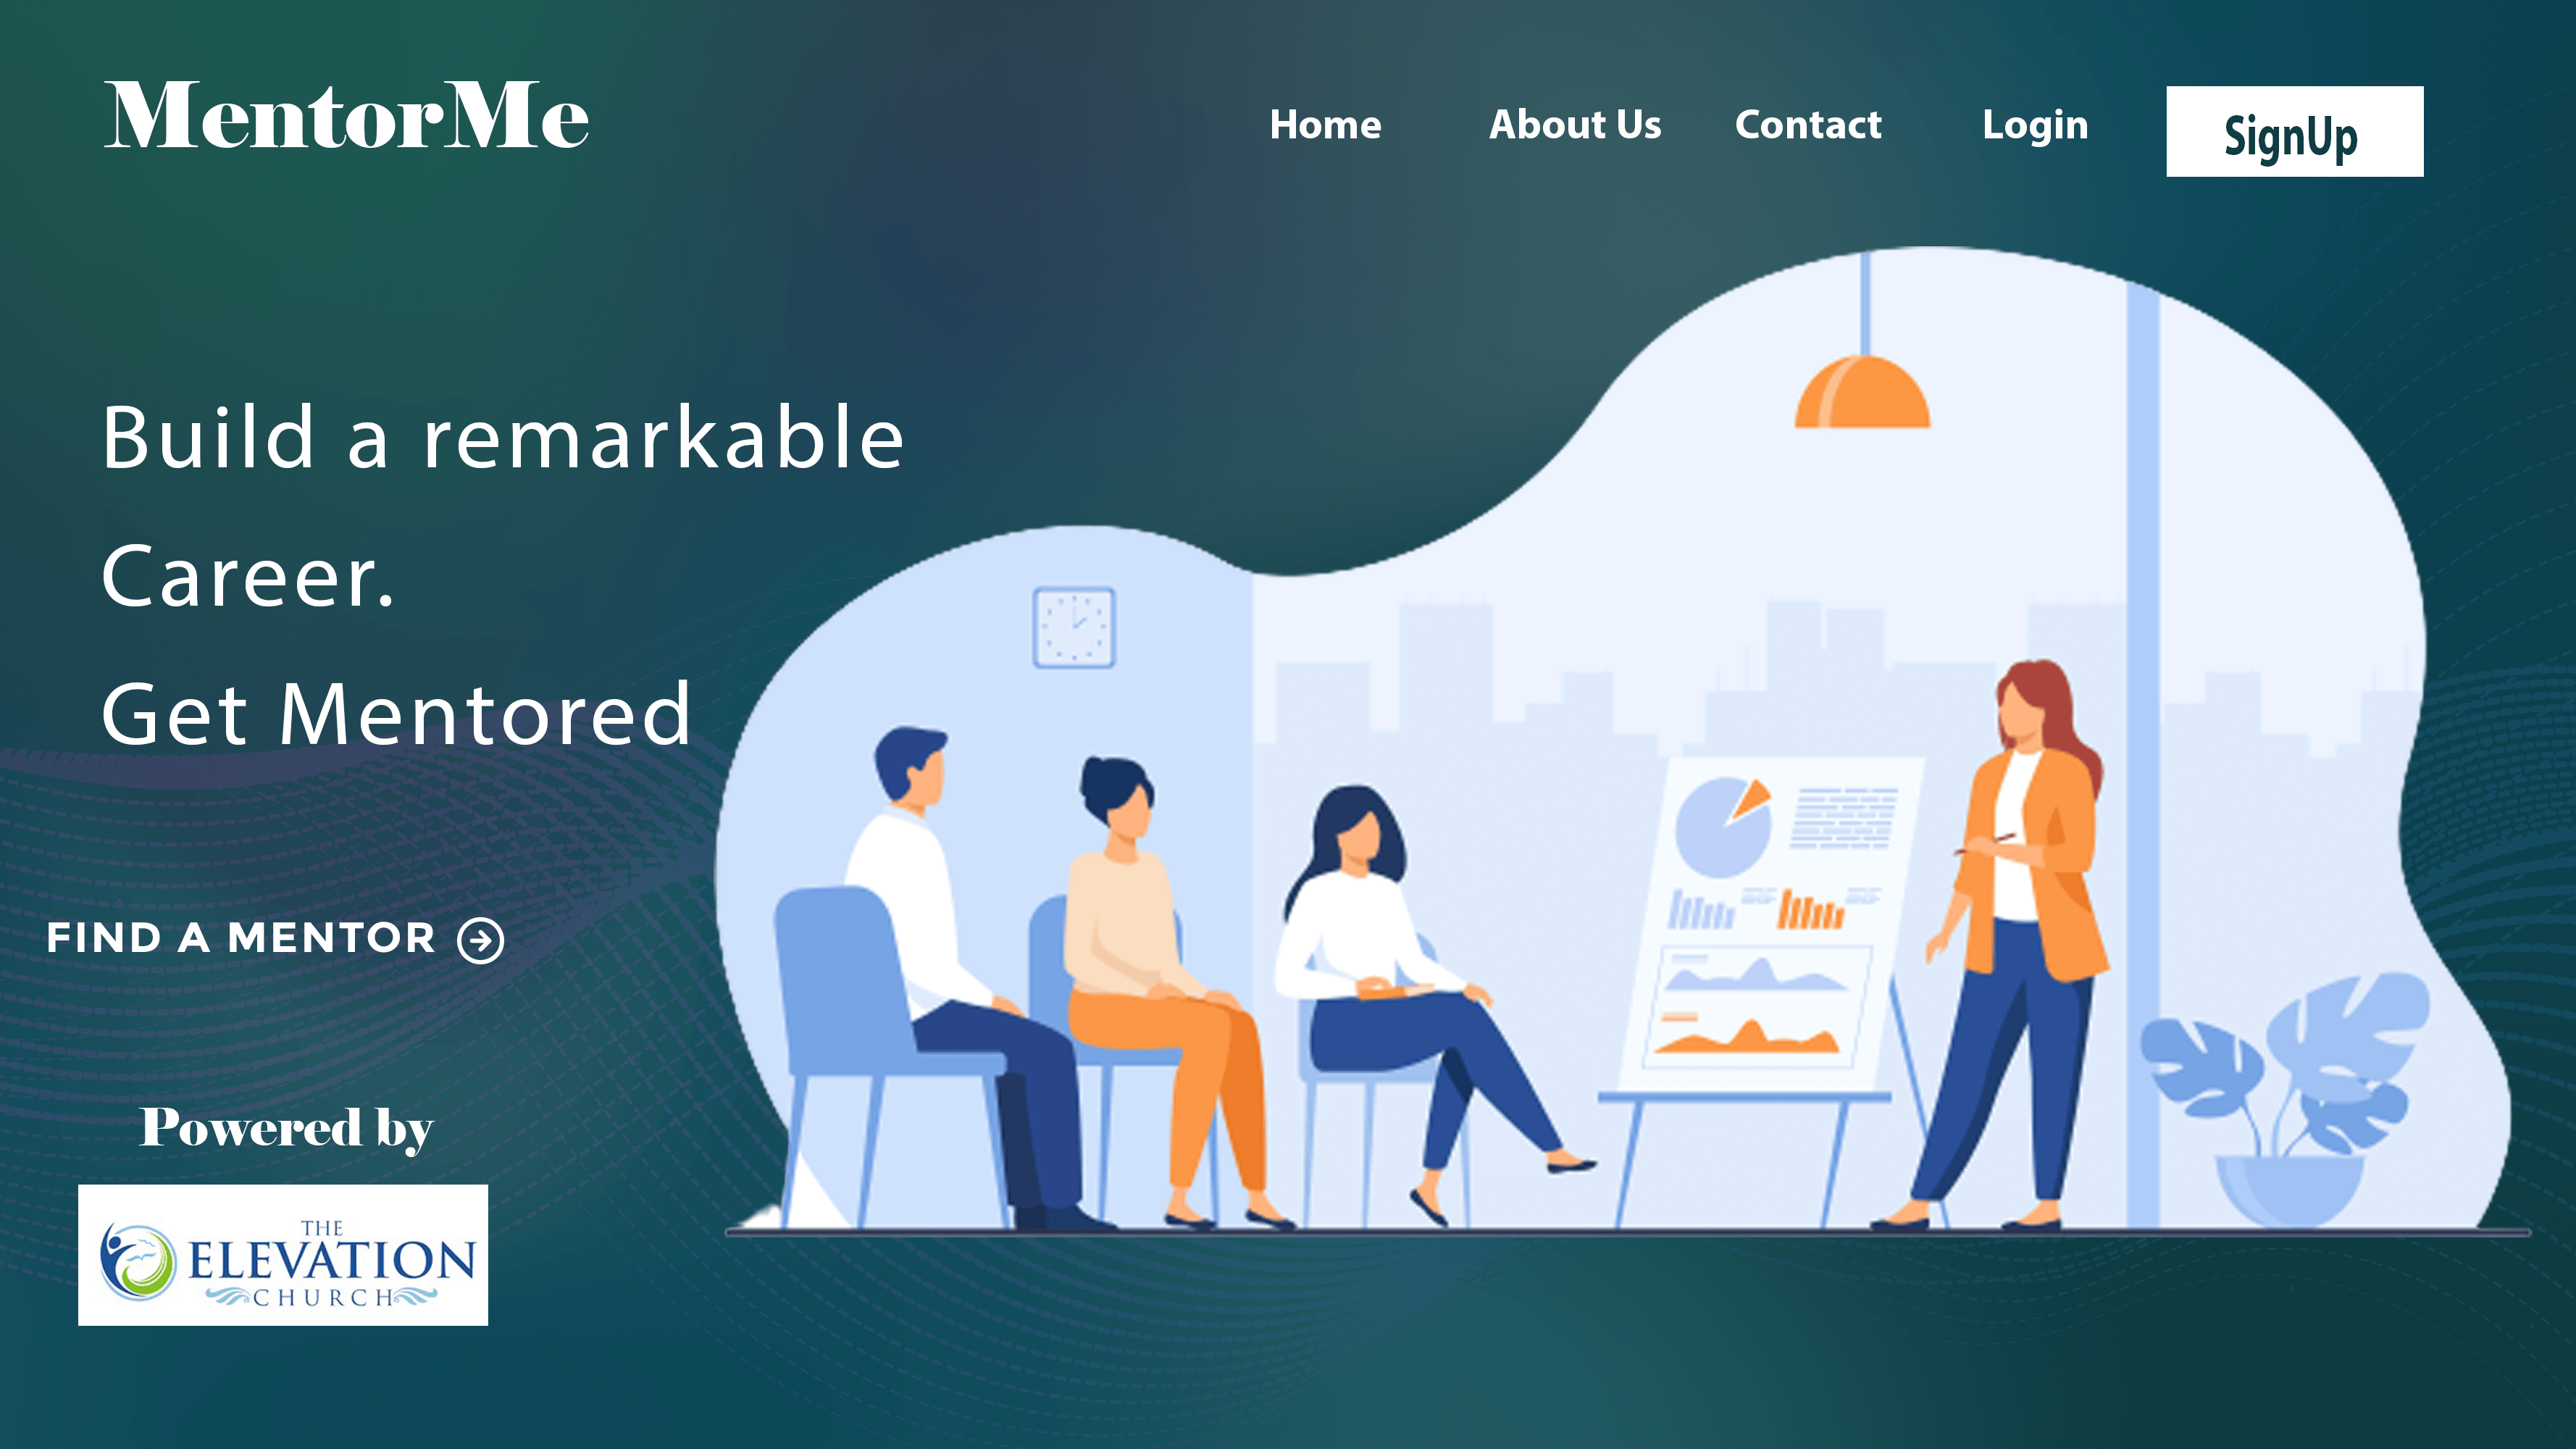 MentorMe
Home About Us Contact Login SignUp
Build a remarkable
Career.
Get Mentored
FIND A MENTOR
Powered by
THE
ELEVATION
CHURCH